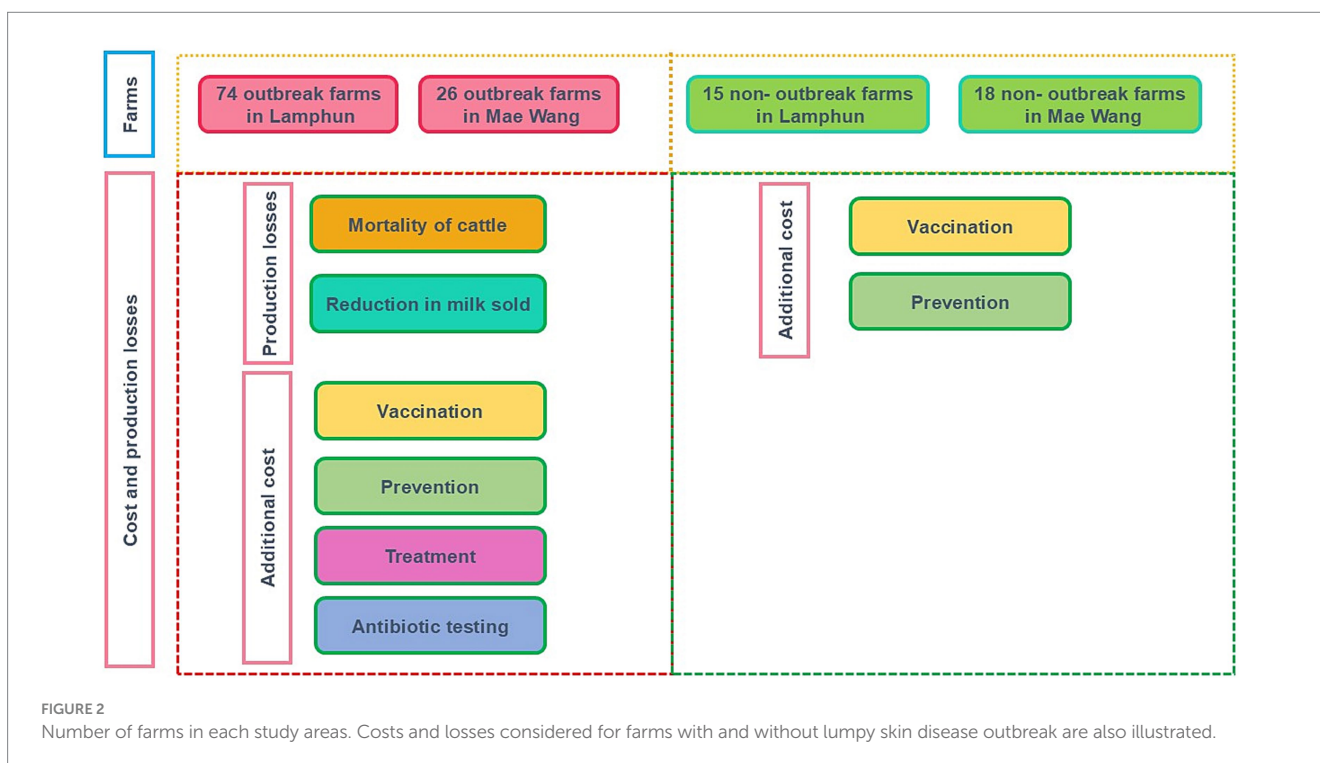 Farms
74 outbreak farms
in Lamphun
26 outbreak farms
in Mae Wang
15 non- outbreak farms
in Lamphun
18 non- outbreak farms
in Mae Wang
Cost and production losses
Production losses
Mortality of cattle
Reduction in milk sold
Additional cost
Vaccination
Prevention
Treatment
Antibiotic testing
Additional cost
Vaccination
Prevention
FIGURE 2
Number of farms in each study areas. Costs and losses considered for farms with and without lumpy skin disease outbreak are also illustrated.